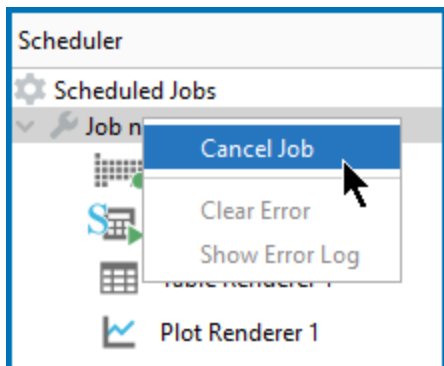 Scheduler
Scheduled Jobs
Job n
Cancel Job
Clear Error
Show Error Log
Plot Renderer 1